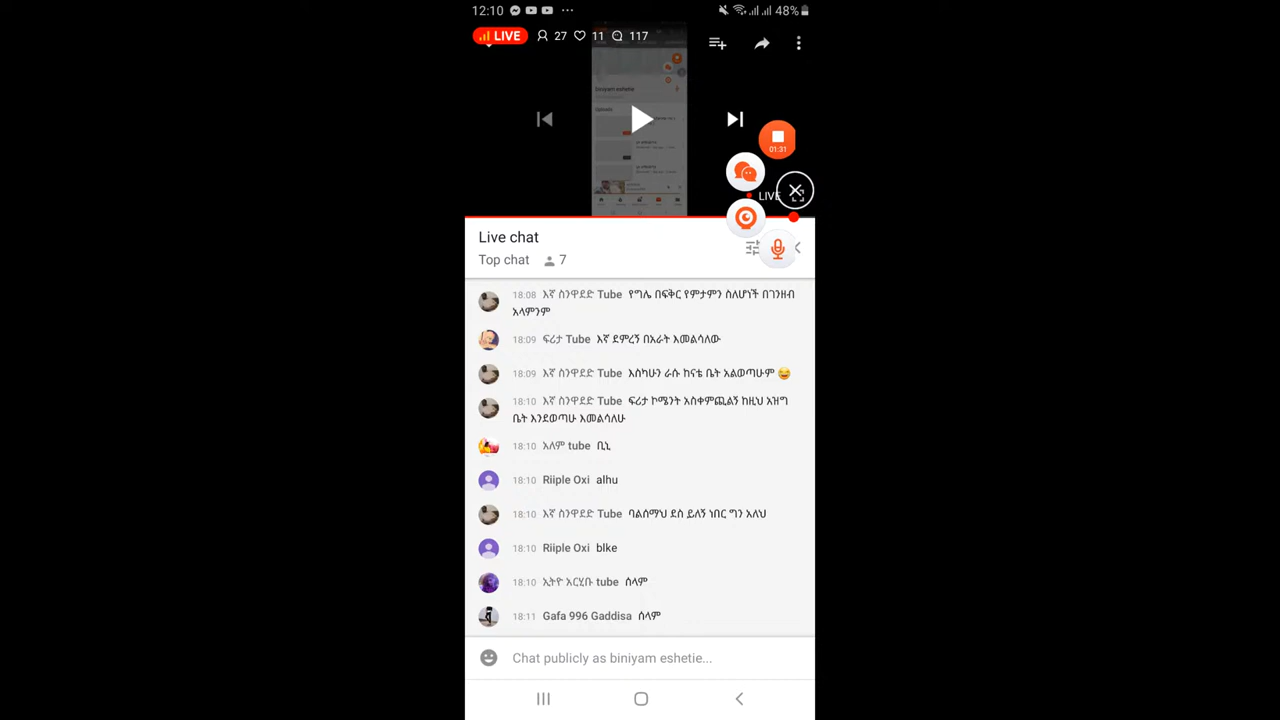 12:10
48%
LIVE 27 11 117
biniyam eshetie
01:31
LIVE
Live chat
Top chat 7
18:08 እኛ ስንዋደድ Tube የግሌ በፍቅር የምታምን ስለሆነች በገንዘብ
አላምንም
18:09 ፍሪታ Tube እኛ ደምረኝ በአራት እመልሳለው
18:09 እኛ ስንዋደድ Tube እስካሁን ራሱ ከናቴ ቤት አልወጣሁም 😂
18:10 እኛ ስንዋደድ Tube ፍሪታ ኮሜንት አስቀምጪልኝ ከዚህ አዝግ
ቤት እንደወጣሁ እመልሳለሁ
18:10 አለም tube ቢኒ
18:10 Riiple Oxi alhu
18:10 እኛ ስንዋደድ Tube ባልሰማህ ደስ ይለኝ ነበር ግን አለህ
18:10 Riiple Oxi blke
18:10 ኢትዮ አርሂቡ tube ሰላም
18:11 Gafa 996 Gaddisa ሰላም
Chat publicly as biniyam eshetie...